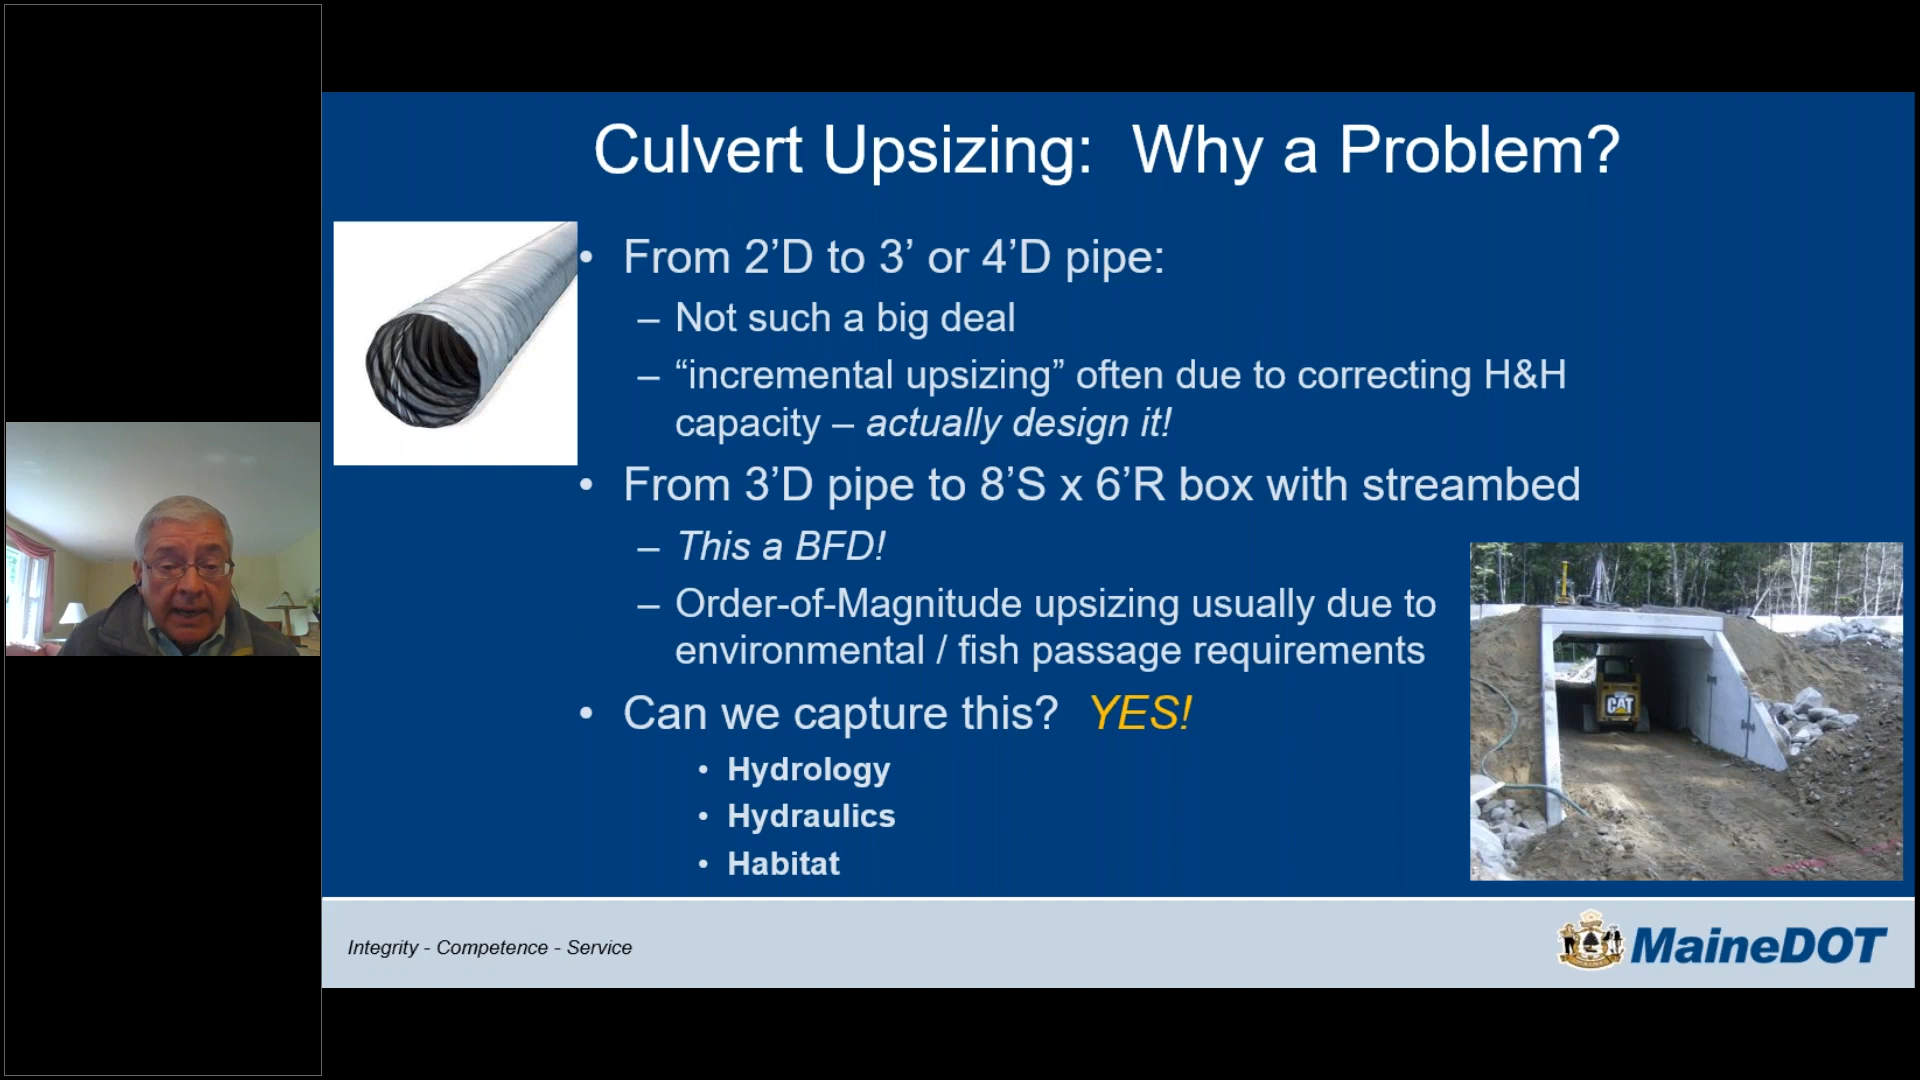 Culvert Upsizing: Why a Problem?
• From 2’D to 3’ or 4’D pipe:
– Not such a big deal
– “incremental upsizing” often due to correcting H&H
capacity – actually design it!
• From 3’D pipe to 8’S x 6’R box with streambed
– This a BFD!
– Order-of-Magnitude upsizing usually due to
environmental / fish passage requirements
• Can we capture this? YES!
• Hydrology
• Hydraulics
• Habitat
CAT
Integrity - Competence - Service
MaineDOT